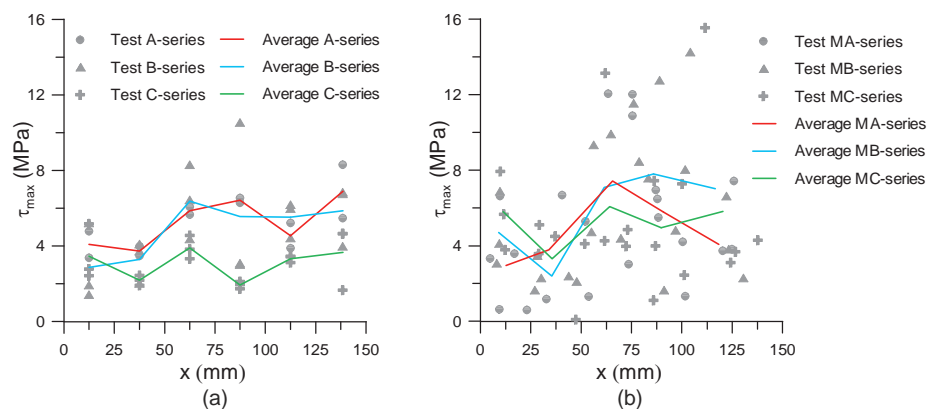 16
12
8
4
0
τmax (MPa)
Test A-series
Test B-series
Test C-series
Average A-series
Average B-series
Average C-series
0 25 50 75 100 125 150
x (mm)
(a)
16
12
8
4
0
τmax (MPa)
Test MA-series
Test MB-series
Test MC-series
Average MA-series
Average MB-series
Average MC-series
0 25 50 75 100 125 150
x (mm)
(b)